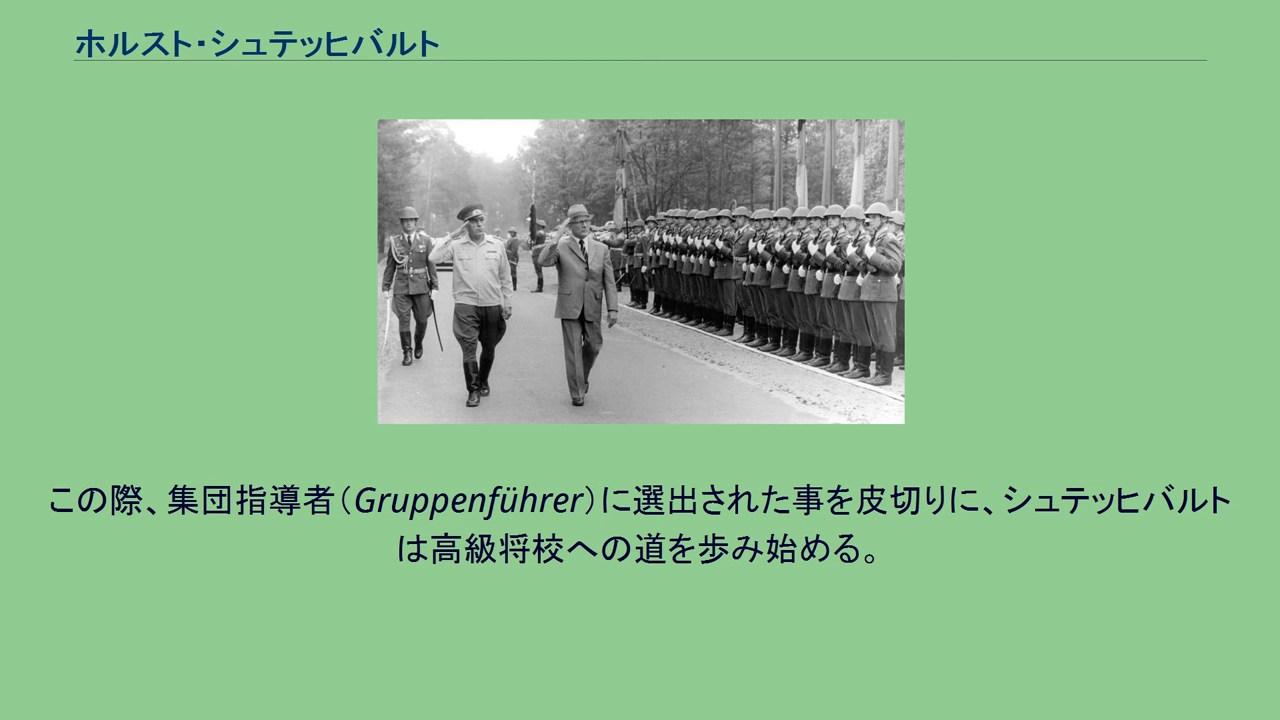 ホルスト・シュテッヒバルト
この際、集団指導者（Gruppenführer）に選出された事を皮切りに、シュテッヒバルト
は高級将校への道を歩み始める。